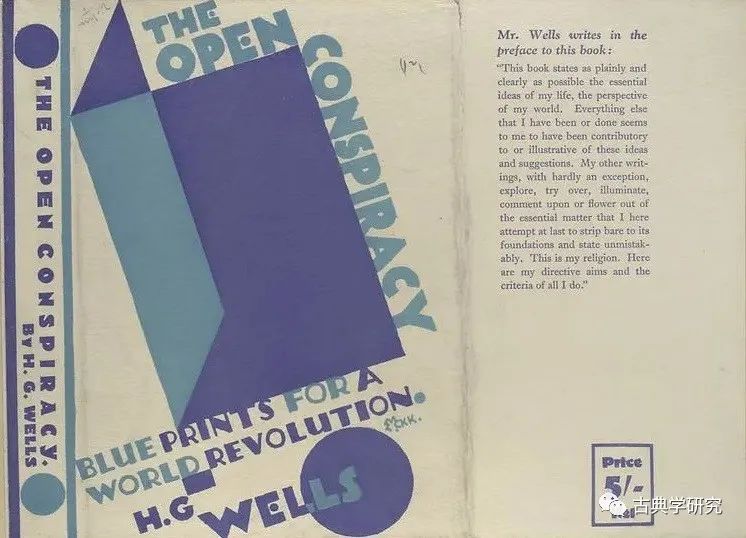 THE OPEN CONSPIRACY.
BY H. G. WELLS
THE
OPEN
CONSPIRACY
BLUE PRINTS FOR A
WORLD REVOLUTION.
H.G WELLS
Mr. Wells writes in the
preface to this book:
"This book states as plainly and
clearly as possible the essential
ideas of my life, the perspective
of my world. Everything else
that I have been or done seems
to me to have been contributory
to or illustrative of these ideas
and suggestions. My other writ-
ings, with hardly an exception,
explore, try over, illuminate,
comment upon or flower out of
the essential matter that I here
attempt at last to strip bare to its
foundations and state unmistak-
ably. This is my religion. Here
are my directive aims and the
criteria of all I do."
Price
5/-
古典学研究